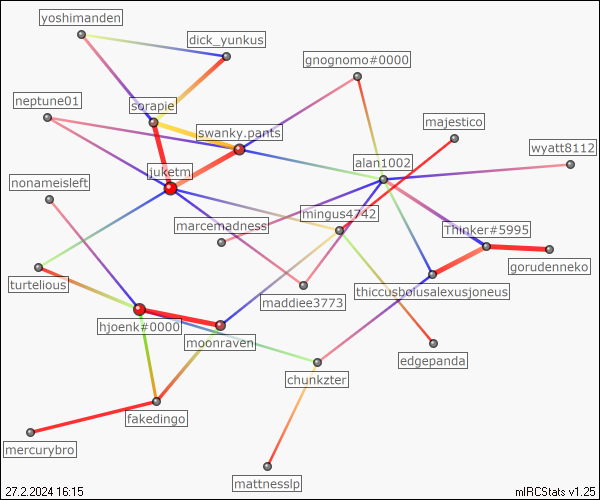 yoshimanden
dick_yunkus
gnognomo#0000
neptune01
sorapie
majestico
swanky.pants
wyatt8112
alan1002
juketm
nonameisleft
mingus4742
marcemadness
Thinker#5995
gorudenneko
turtelious
thiccusbolusalexusjoneus
maddiee3773
hjoenk#0000
moonraven
edgepanda
chunkzter
fakedingo
mercurybro
mattnesslp
27.2.2024 16:15
mIRCStats v1.25